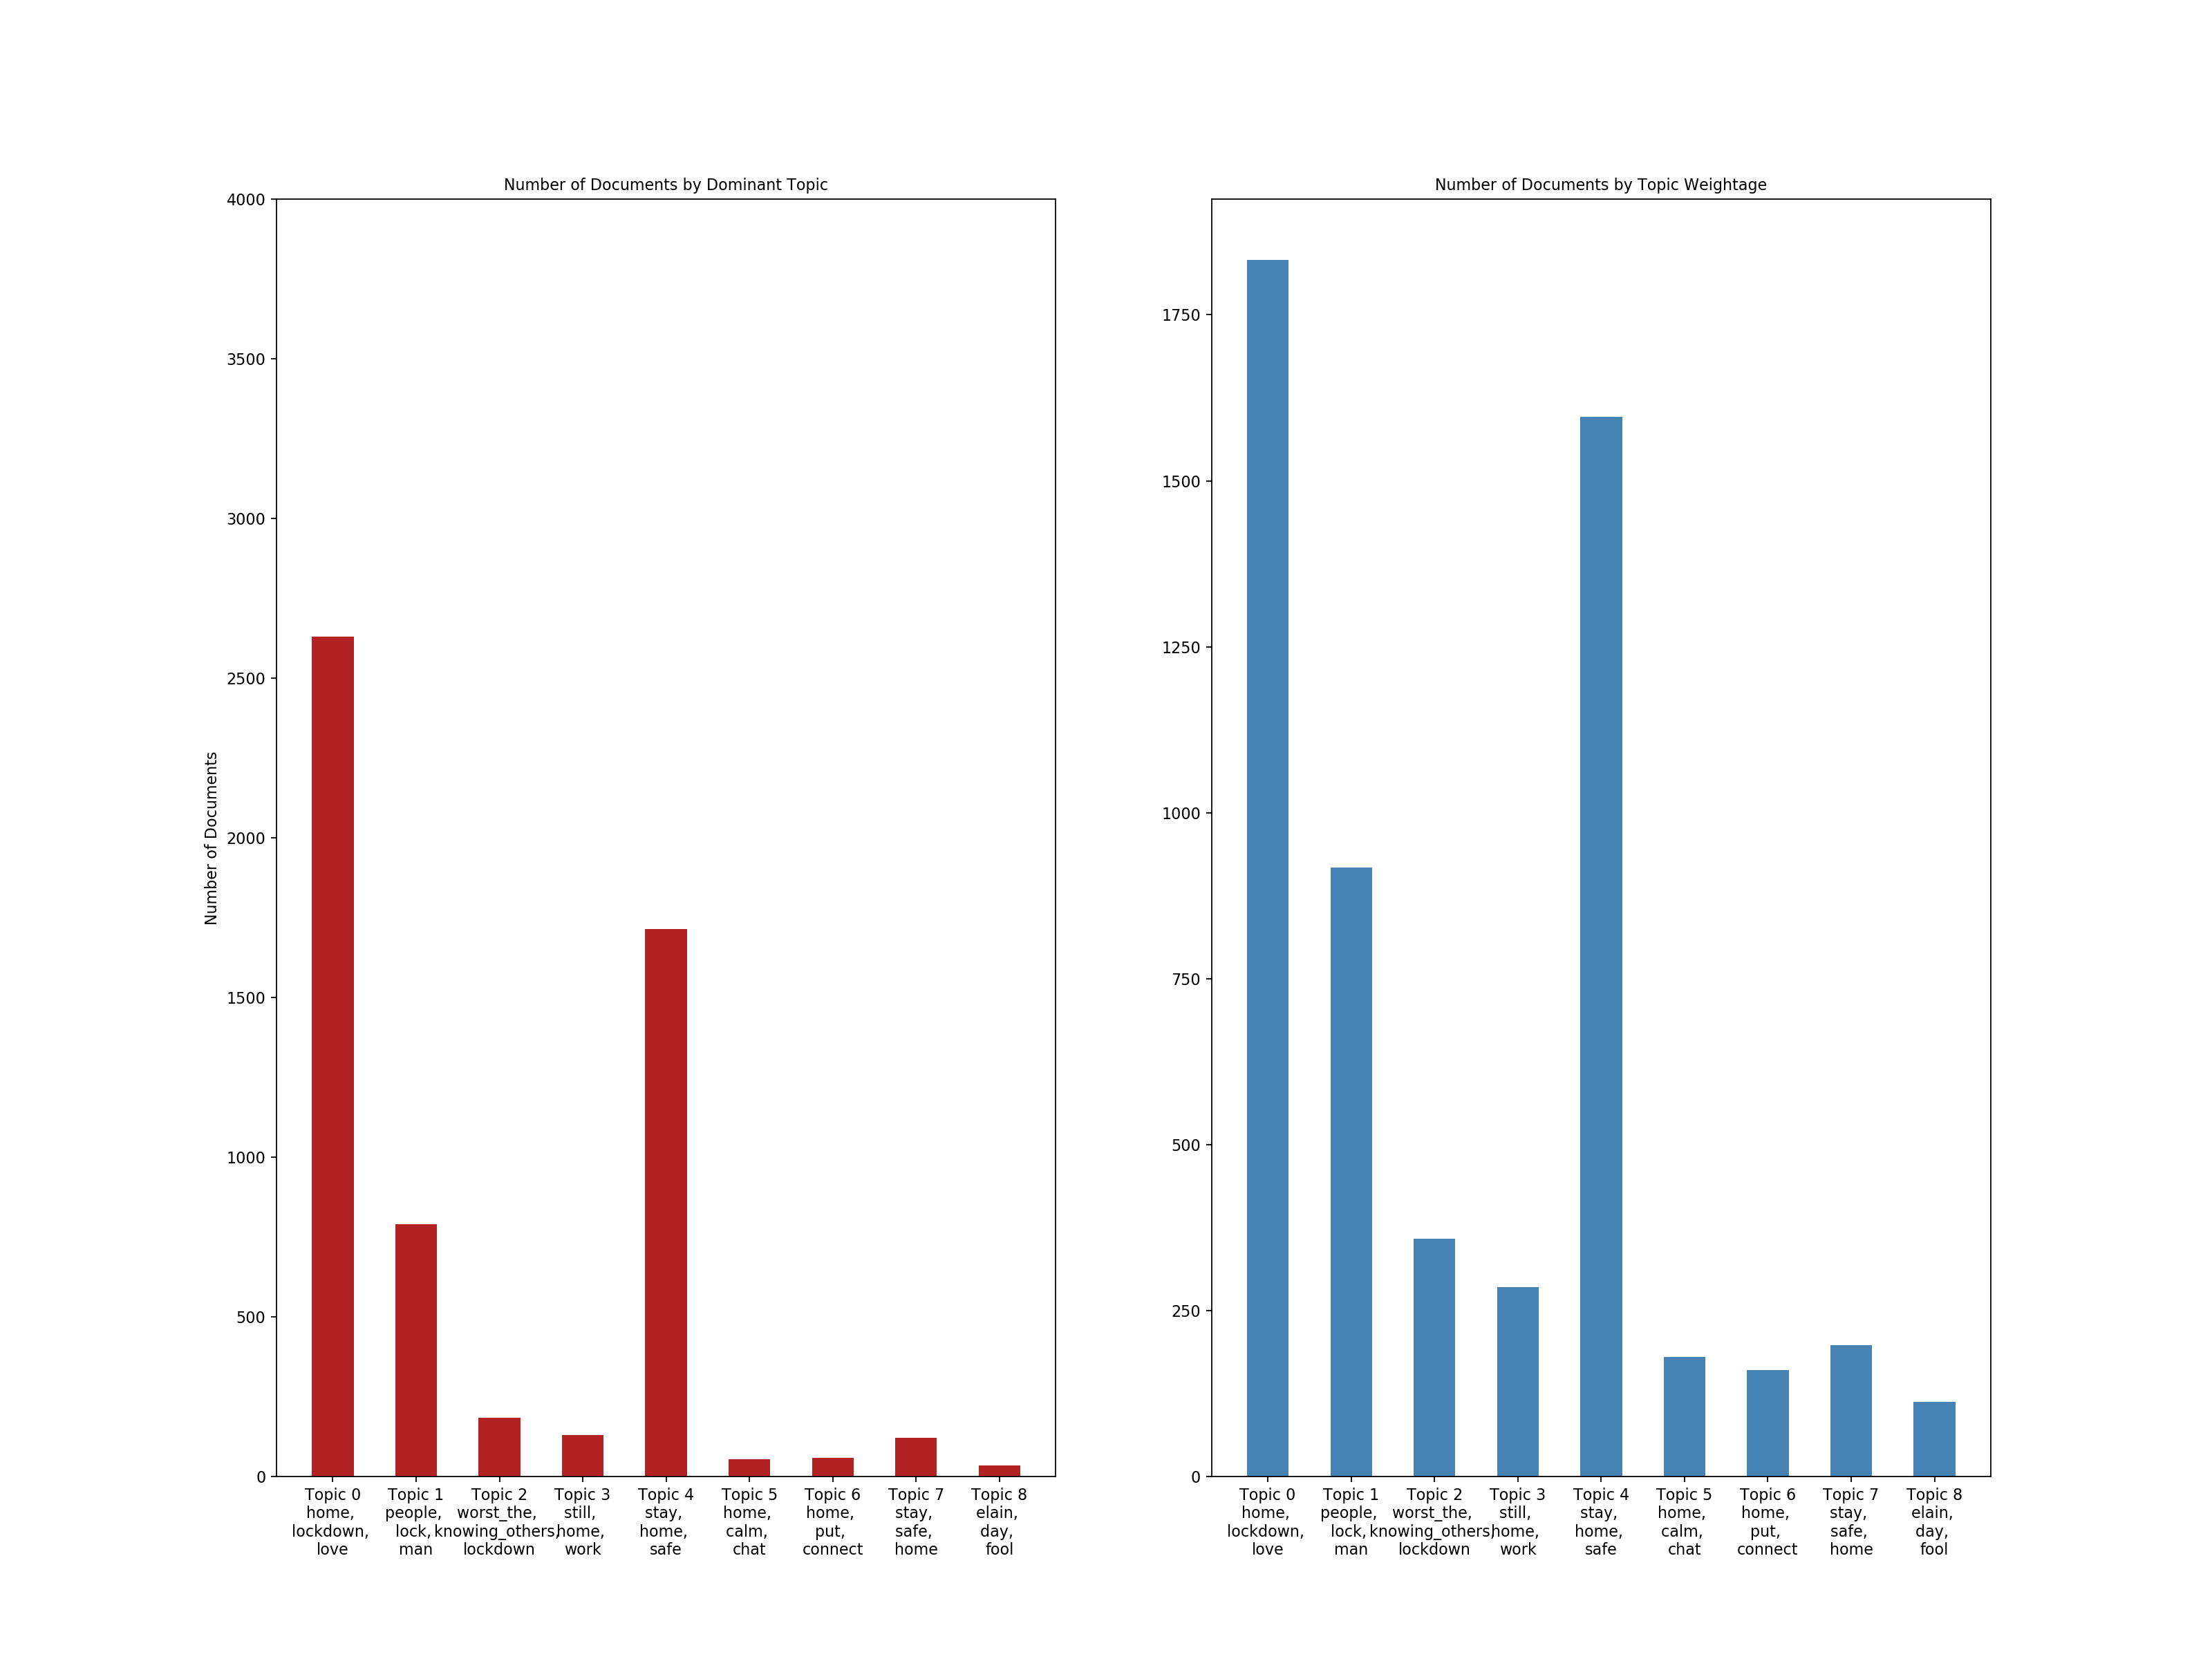 Number of Documents by Dominant Topic
4000
3500
3000
2500
2000
1500
1000
500
0
Number of Documents
Topic 0
home,
lockdown,
love
Topic 1
people,
lock,
man
Topic 2
worst_the,
knowing_others,
lockdown
Topic 3
still,
home,
work
Topic 4
stay,
home,
safe
Topic 5
home,
calm,
chat
Topic 6
home,
put,
connect
Topic 7
stay,
safe,
home
Topic 8
elain,
day,
fool
Number of Documents by Topic Weightage
1750
1500
1250
1000
750
500
250
0
Topic 0
home,
lockdown,
love
Topic 1
people,
lock,
man
Topic 2
worst_the,
knowing_others,
lockdown
Topic 3
still,
home,
work
Topic 4
stay,
home,
safe
Topic 5
home,
calm,
chat
Topic 6
home,
put,
connect
Topic 7
stay,
safe,
home
Topic 8
elain,
day,
fool